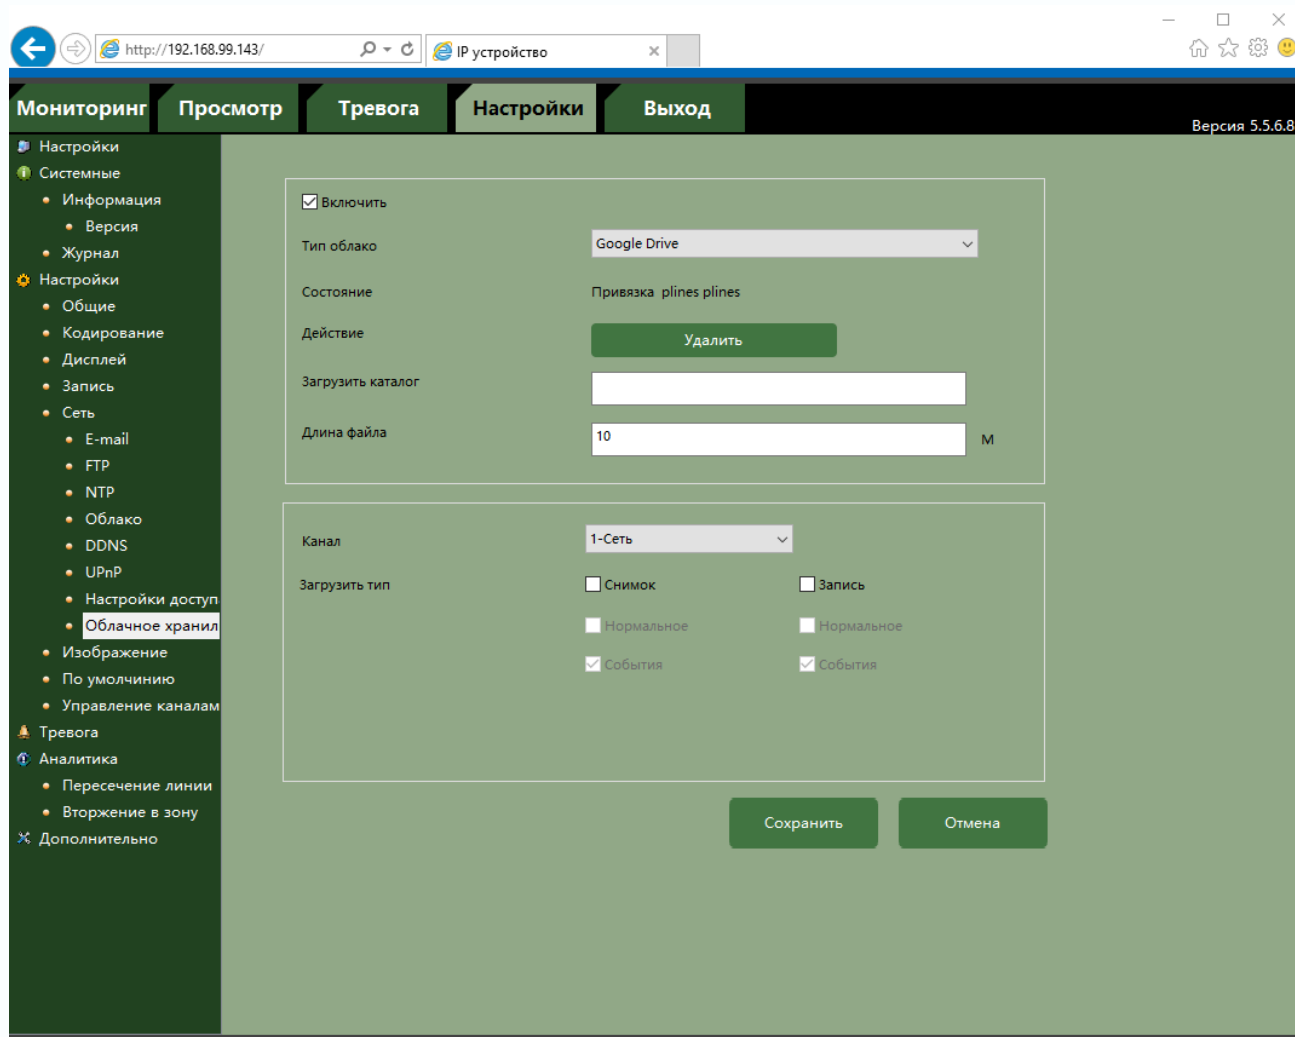 http://192.168.99.143/
IP устройство
Мониторинг
Просмотр
Тревога
Настройки
Выход
Версия 5.5.6.8
Настройки
Системные
Информация
Версия
Журнал
Настройки
Общие
Кодирование
Дисплей
Запись
Сеть
E-mail
FTP
NTP
Облако
DDNS
UPnP
Настройки доступ
Облачное хранил
Изображение
По умолчинию
Управление каналам
Тревога
Аналитика
Пересечение линии
Вторжение в зону
Дополнительно
Включить
Тип облако
Google Drive
Состояние
Привязка plines plines
Действие
Удалить
Загрузить каталог
Длина файла
10
М
Канал
1-Сеть
Загрузить тип
Снимок
Запись
Нормальное
Нормальное
События
События
Сохранить
Отмена